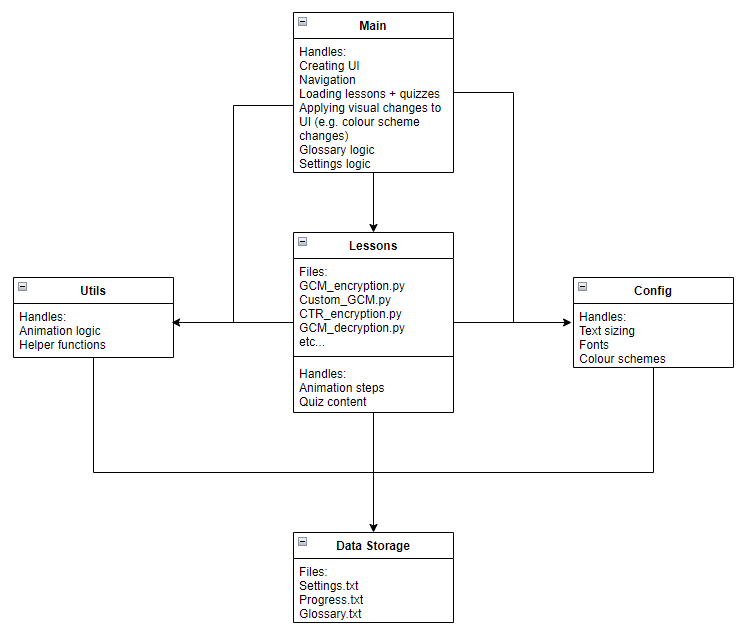 Main
Handles:
Creating UI
Navigation
Loading lessons + quizzes
Applying visual changes to
UI (e.g. colour scheme
changes)
Glossary logic
Settings logic
Lessons
Files:
GCM_encryption.py
Custom_GCM.py
CTR_encryption.py
GCM_decryption.py
etc...
Handles:
Animation steps
Quiz content
Utils
Handles:
Animation logic
Helper functions
Config
Handles:
Text sizing
Fonts
Colour schemes
Data Storage
Files:
Settings.txt
Progress.txt
Glossary.txt